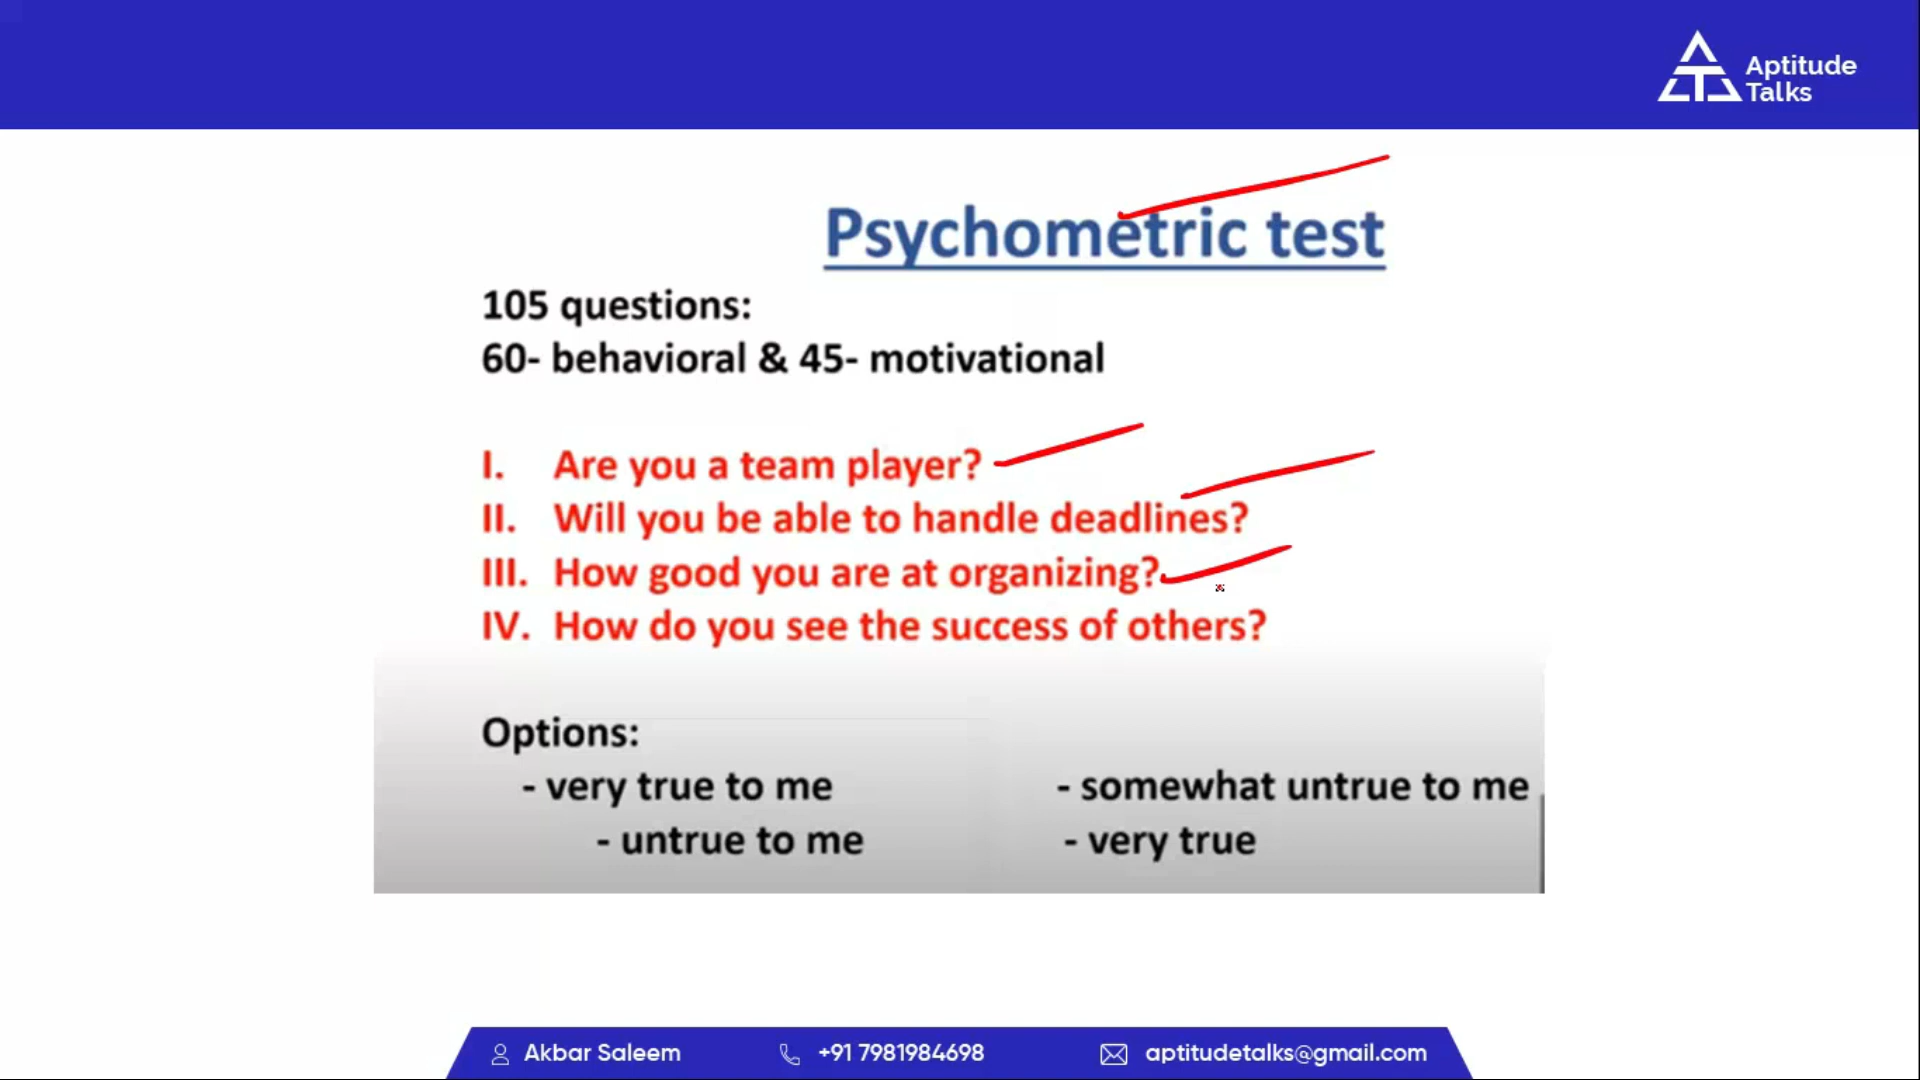 Aptitude
Talks
Psychometric test
105 questions:
60- behavioral & 45- motivational
I. Are you a team player?
II. Will you be able to handle deadlines?
III. How good you are at organizing?
IV. How do you see the success of others?
Options:
- very true to me - somewhat untrue to me
- untrue to me - very true
Akbar Saleem +91 7981984698 aptitudetalks@gmail.com